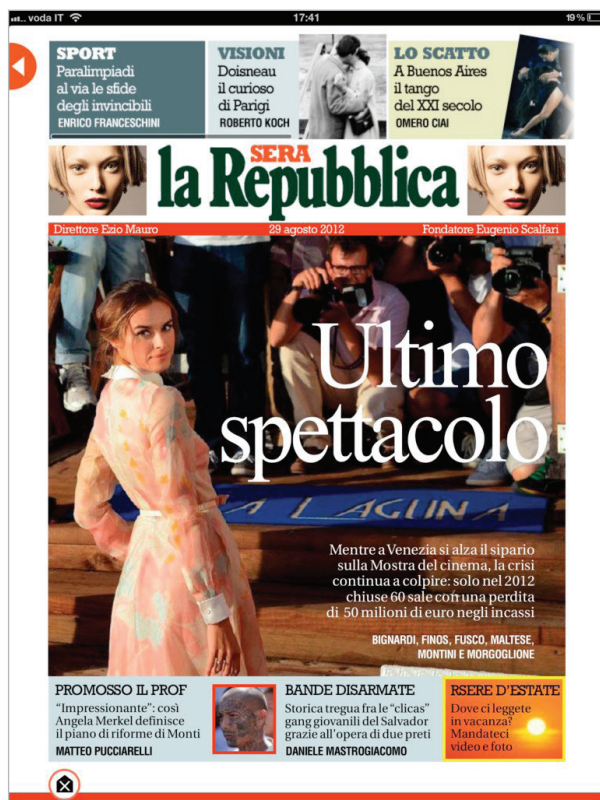 voda IT
17:41
19%
SPORT
Paralimpiadi
al via le sfide
degli invincibili
ENRICO FRANCESCHINI
VISIONI
Doisneau
il curioso
di Parigi
ROBERTO KOCH
LO SCATTO
A Buenos Aires
il tango
del XXI secolo
OMERO CIAI
SERA
la Repubblica
Direttore Ezio Mauro
29 agosto 2012
Fondatore Eugenio Scalfari
Ultimo
spettacolo
A LAGUNA
Mentre a Venezia si alza il sipario
sulla Mostra del cinema, la crisi
continua a colpire: solo nel 2012
chiuse 60 sale con una perdita
di 50 milioni di euro negli incassi
BIGNARDI, FINOS, FUSCO, MALTESE,
MONTINI E MORGOGLIONE
PROMOSSO IL PROF
“Impressionante”: così
Angela Merkel definisce
il piano di riforme di Monti
MATTEO PUCCIARELLI
BANDE DISARMATE
Storica tregua fra le “clicas”
gang giovanili del Salvador
grazie all’opera di due preti
DANIELE MASTROGIACOMO
RSERE D’ESTATE
Dove ci leggete
in vacanza?
Mandateci
video e foto